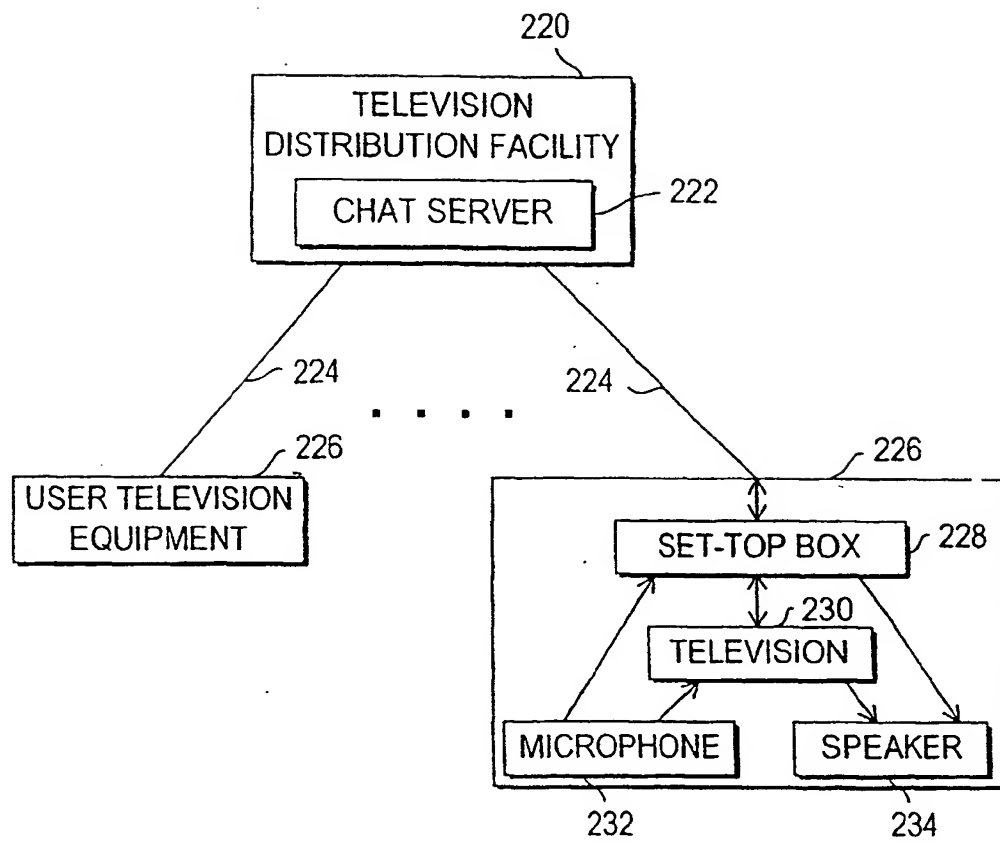 220
TELEVISION
DISTRIBUTION FACILITY
CHAT SERVER
222
224
224
226
226
USER TELEVISION
EQUIPMENT
SET-TOP BOX
228
230
TELEVISION
MICROPHONE
SPEAKER
232
234